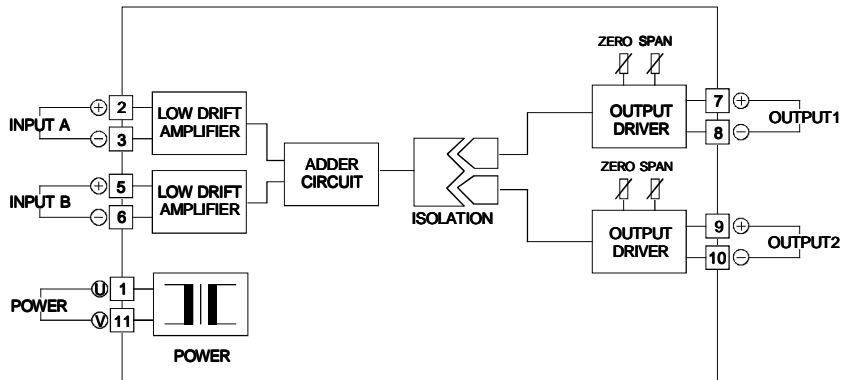 ZERO SPAN
INPUT A
+
2
-
3
LOW DRIFT
AMPLIFIER
OUTPUT
DRIVER
7
+
8
-
OUTPUT1
ADDER
CIRCUIT
ISOLATION
INPUT B
+
5
-
6
LOW DRIFT
AMPLIFIER
ZERO SPAN
OUTPUT
DRIVER
9
+
10
-
OUTPUT2
POWER
U
1
V
11
POWER